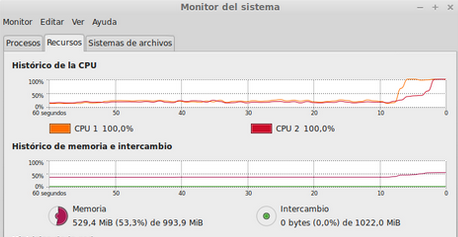 Monitor del sistema
Monitor Editar Ver Ayuda
Procesos Recursos Sistemas de archivos
Histórico de la CPU
100%
50%
0%
60 segundos 50 40 30 20 10 0
CPU 1 100,0% CPU 2 100,0%
Histórico de memoria e intercambio
100%
50%
0%
60 segundos 50 40 30 20 10 0
Memoria Intercambio
529,4 MiB (53,3%) de 993,9 MiB 0 bytes (0,0%) de 1022,0 MiB